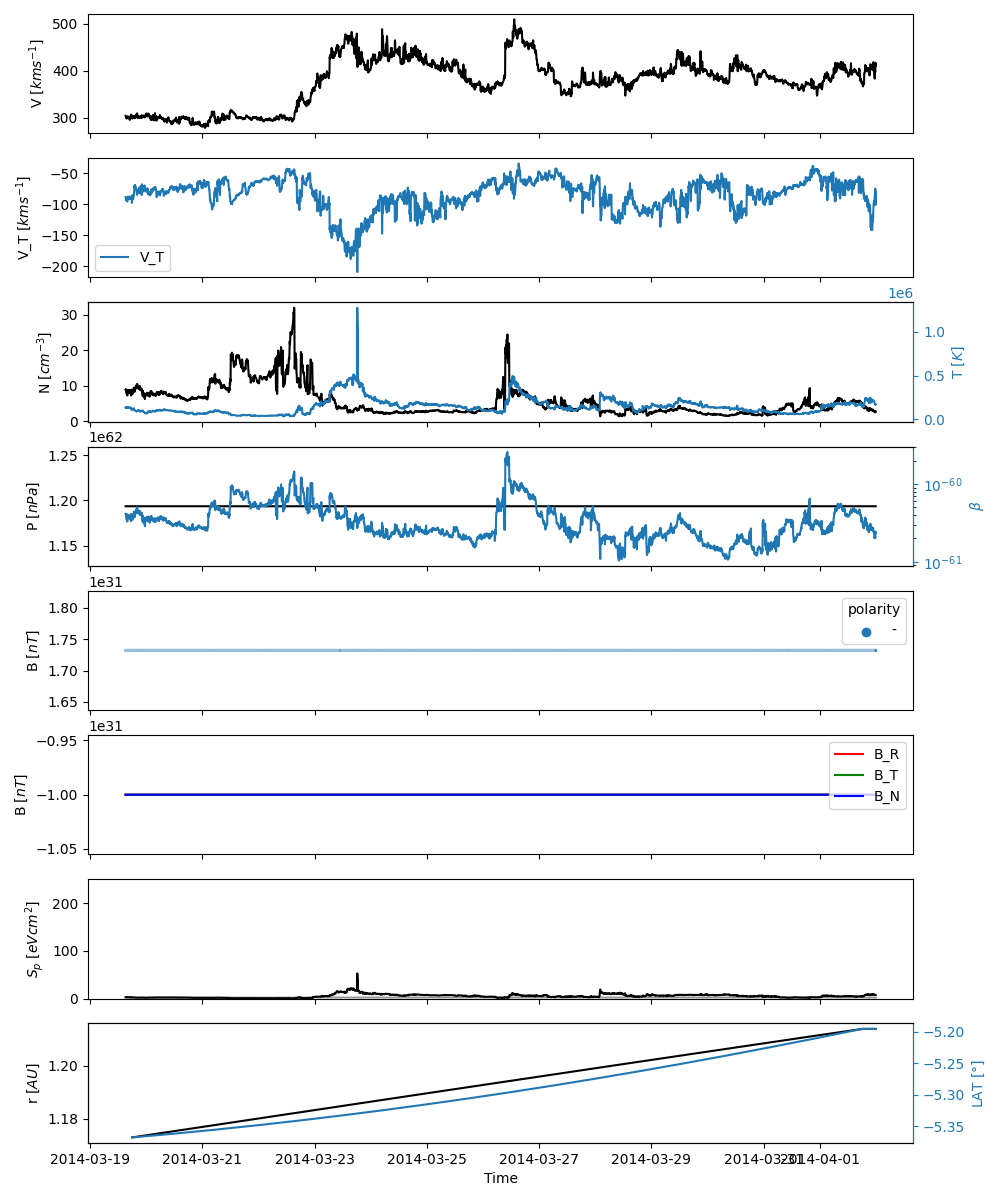 500
400
300
V [kms⁻¹]
−50
−100
−150
−200
V_T [kms⁻¹]
V_T
1e6
30
20
10
0
N [cm⁻³]
1.0
0.5
0.0
T [K]
1e62
1.25
1.20
1.15
P [nPa]
10⁻⁶⁰
10⁻⁶¹
β
1e31
1.80
1.75
1.70
1.65
B [nT]
polarity
-
1e31
−0.95
−1.00
−1.05
B [nT]
B_R
B_T
B_N
200
100
0
Sₚ [eVcm²]
1.20
1.18
r [AU]
−5.20
−5.25
−5.30
−5.35
LAT [°]
2014-03-19 2014-03-21 2014-03-23 2014-03-25 2014-03-27 2014-03-29 2014-03-31 2014-04-01
Time